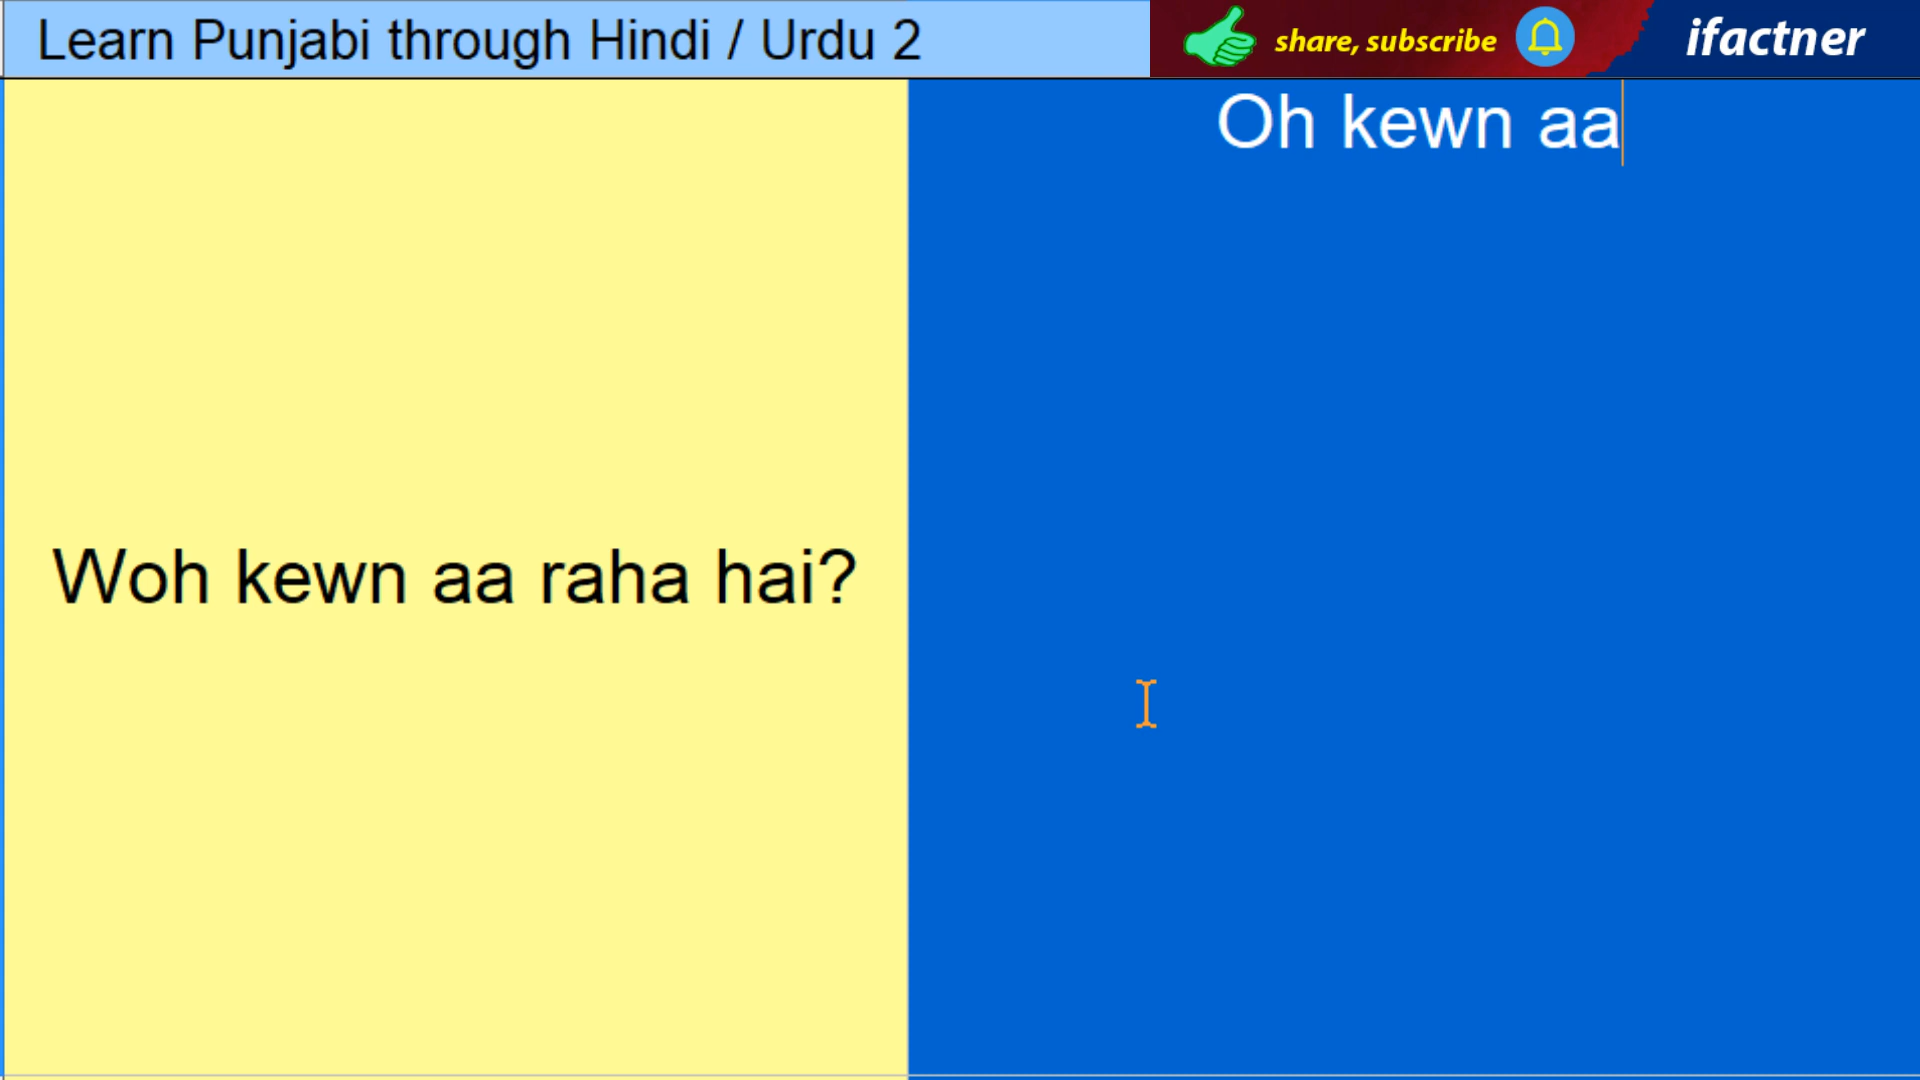 Learn Punjabi through Hindi / Urdu 2
share, subscribe
ifactner
Oh kewn aa
Woh kewn aa raha hai?